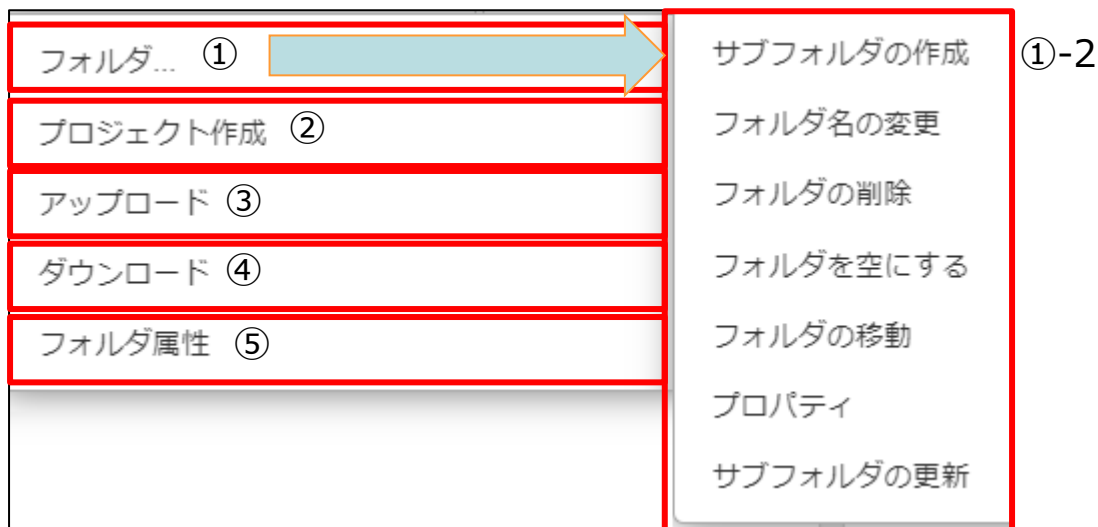 フォルダ... ①
プロジェクト作成 ②
アップロード ③
ダウンロード ④
フォルダ属性 ⑤
サブフォルダの作成
フォルダ名の変更
フォルダの削除
フォルダを空にする
フォルダの移動
プロパティ
サブフォルダの更新
①-2